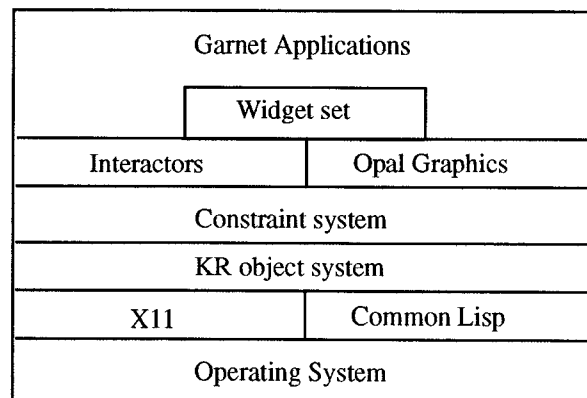 Garnet Applications
Widget set
Interactors
Opal Graphics
Constraint system
KR object system
X11
Common Lisp
Operating System